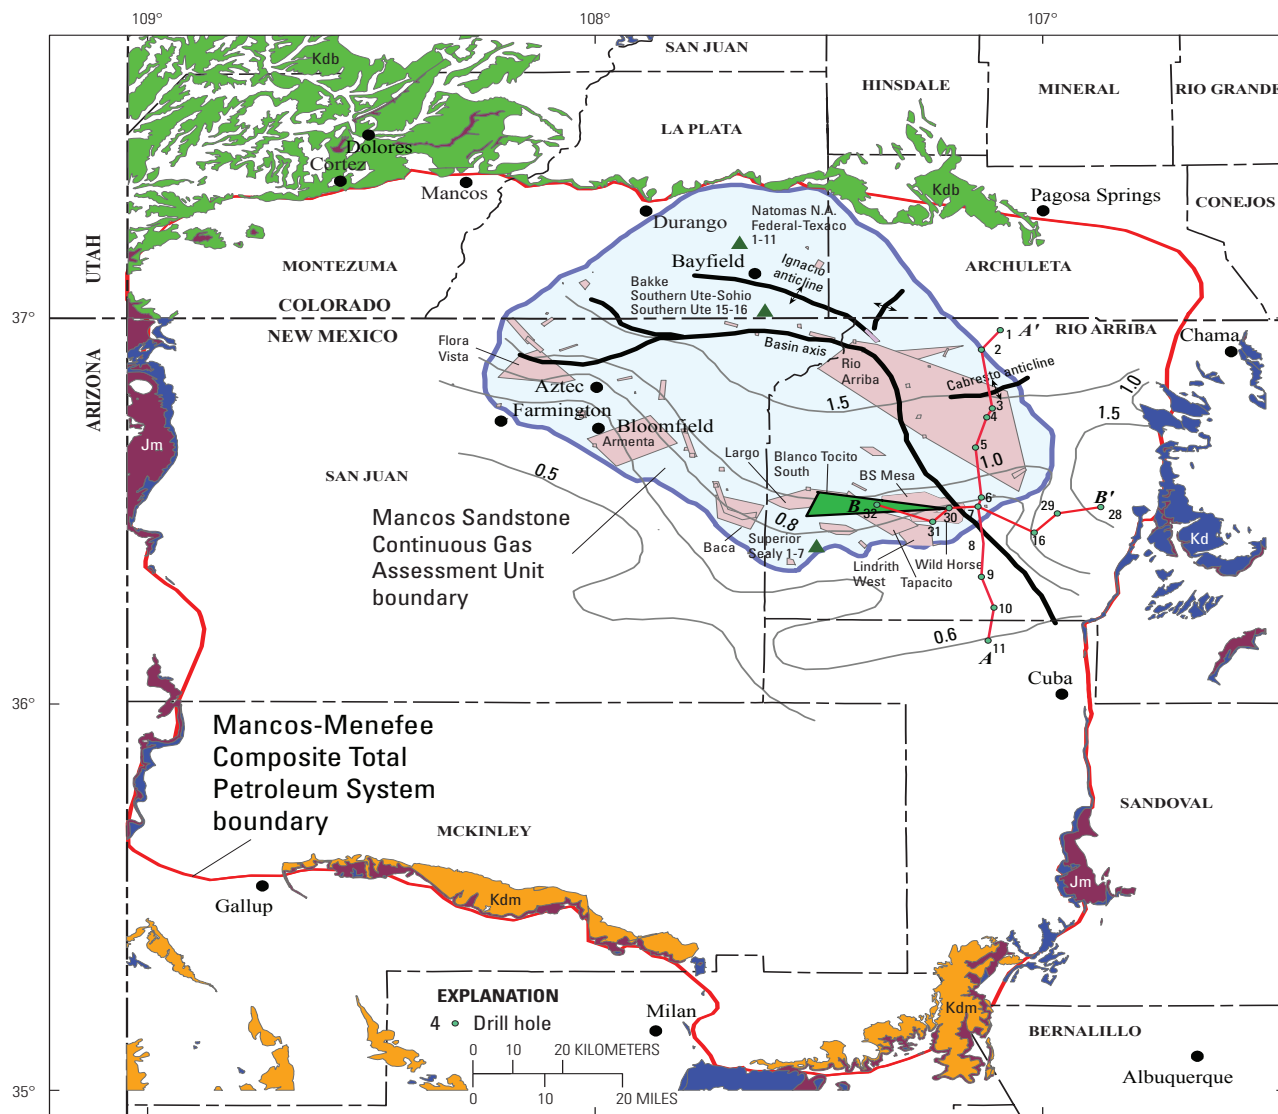 109°
108°
107°
SAN JUAN
HINSDALE
MINERAL
RIO GRANDE
Kdb
LA PLATA
Dolores
Cortez
Mancos
Kdb
Pagosa Springs
CONEJOS
Durango
Natomas N.A.
Federal-Texaco
1-11
UTAH
MONTEZUMA
Bayfield
Ignacio
anticline
ARCHULETA
Bakke
Southern Ute-Sohio
Southern Ute 15-16
COLORADO
37°
NEW MEXICO
ARIZONA
1
A'
RIO ARRIBA
Chama
2
Flora
Vista
Basin axis
Rio
Arriba
Cabresto anticline
1.0
Aztec
1.5
3
4
1.5
Farmington
Bloomfield
Armenta
Jm
5
1.0
SAN JUAN
0.5
Largo
Blanco Tocito
South
BS Mesa
Mancos Sandstone
Continuous Gas
Assessment Unit
boundary
B
32
30
31
6
7
29
B'
28
0.8
16
Kd
Baca
Superior
Sealy 1-7
8
Lindrith
West
Wild Horse
Tapacito
9
10
0.6
A
11
Cuba
36°
Mancos-Menefee
Composite Total
Petroleum System
boundary
SANDOVAL
MCKINLEY
Jm
Gallup
Kdm
EXPLANATION
4 Drill hole
Milan
Kdm
BERNALILLO
0 10 20 KILOMETERS
0 10 20 MILES
Albuquerque
35°